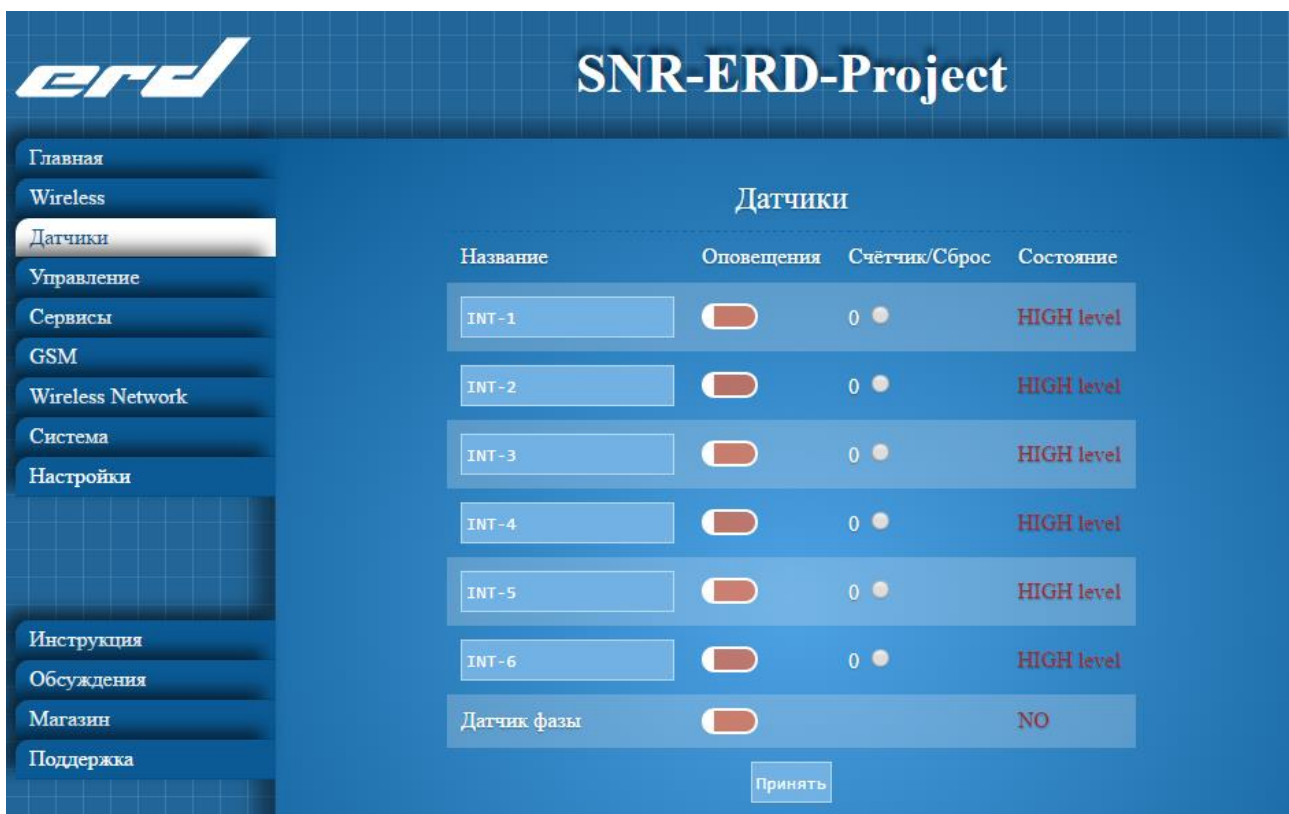 erd
SNR-ERD-Project
Главная
Wireless
Датчики
Управление
Сервисы
GSM
Wireless Network
Система
Настройки
Инструкция
Обсуждения
Магазин
Поддержка
Датчики
Название Оповещения Счётчик/Сброс Состояние
INT-1 0 HIGH level
INT-2 0 HIGH level
INT-3 0 HIGH level
INT-4 0 HIGH level
INT-5 0 HIGH level
INT-6 0 HIGH level
Датчик фазы NO
Принять